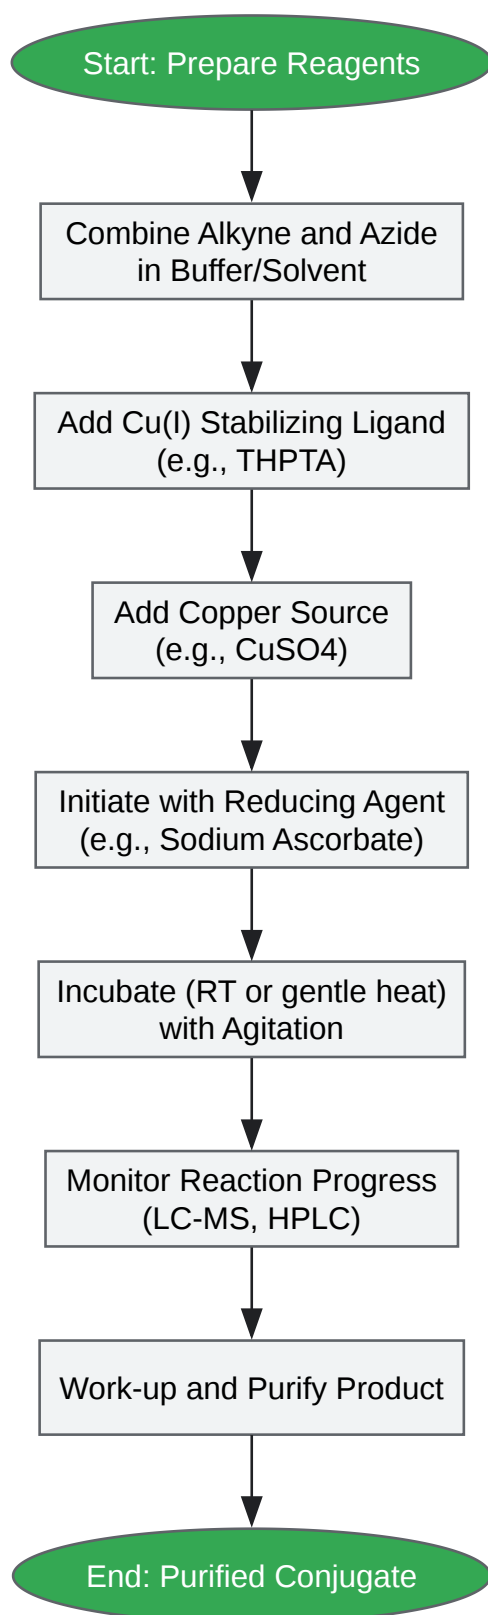 Start: Prepare Reagents
Combine Alkyne and Azide
in Buffer/Solvent
Add Cu(I) Stabilizing Ligand
(e.g., THPTA)
Add Copper Source
(e.g., CuSO4)
Initiate with Reducing Agent
(e.g., Sodium Ascorbate)
Incubate (RT or gentle heat)
with Agitation
Monitor Reaction Progress
(LC-MS, HPLC)
Work-up and Purify Product
End: Purified Conjugate